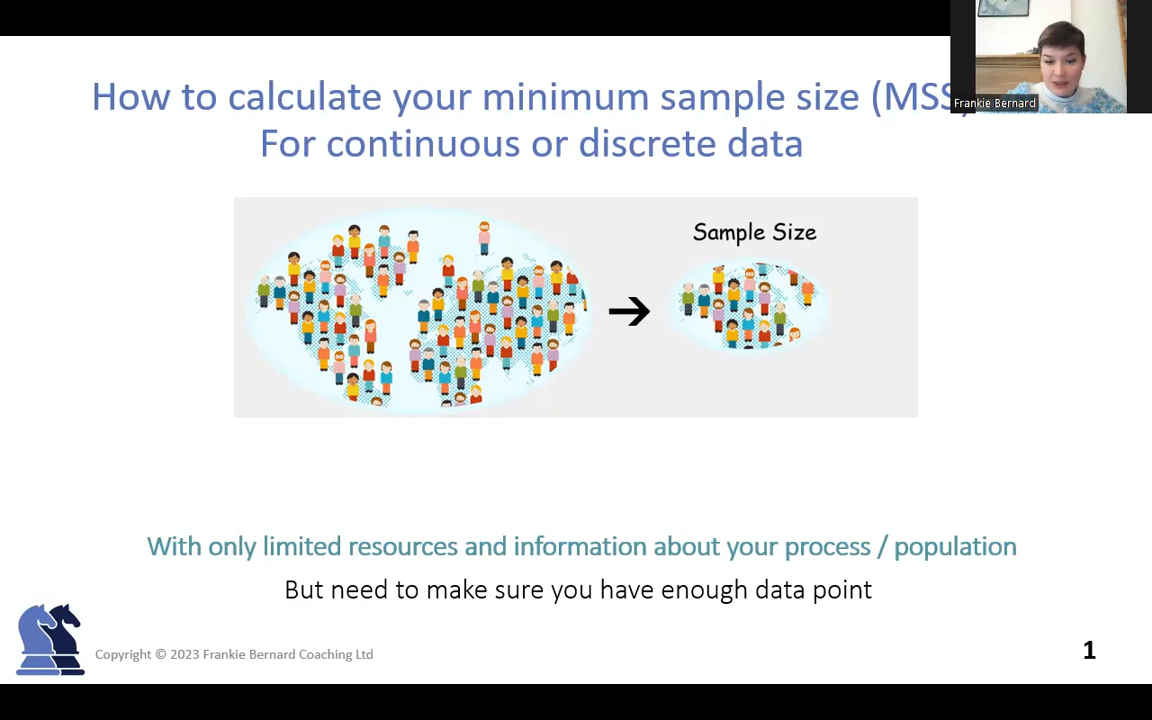 How to calculate your minimum sample size (MSS
For continuous or discrete data
Frankie Bernard
Sample Size
With only limited resources and information about your process / population
But need to make sure you have enough data point
Copyright © 2023 Frankie Bernard Coaching Ltd
1